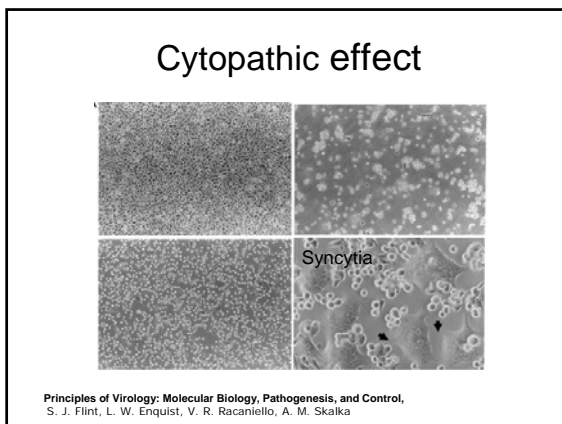 Cytopathic effect
Syncytia
Principles of Virology: Molecular Biology, Pathogenesis, and Control,
S. J. Flint, L. W. Enquist, V. R. Racaniello, A. M. Skalka